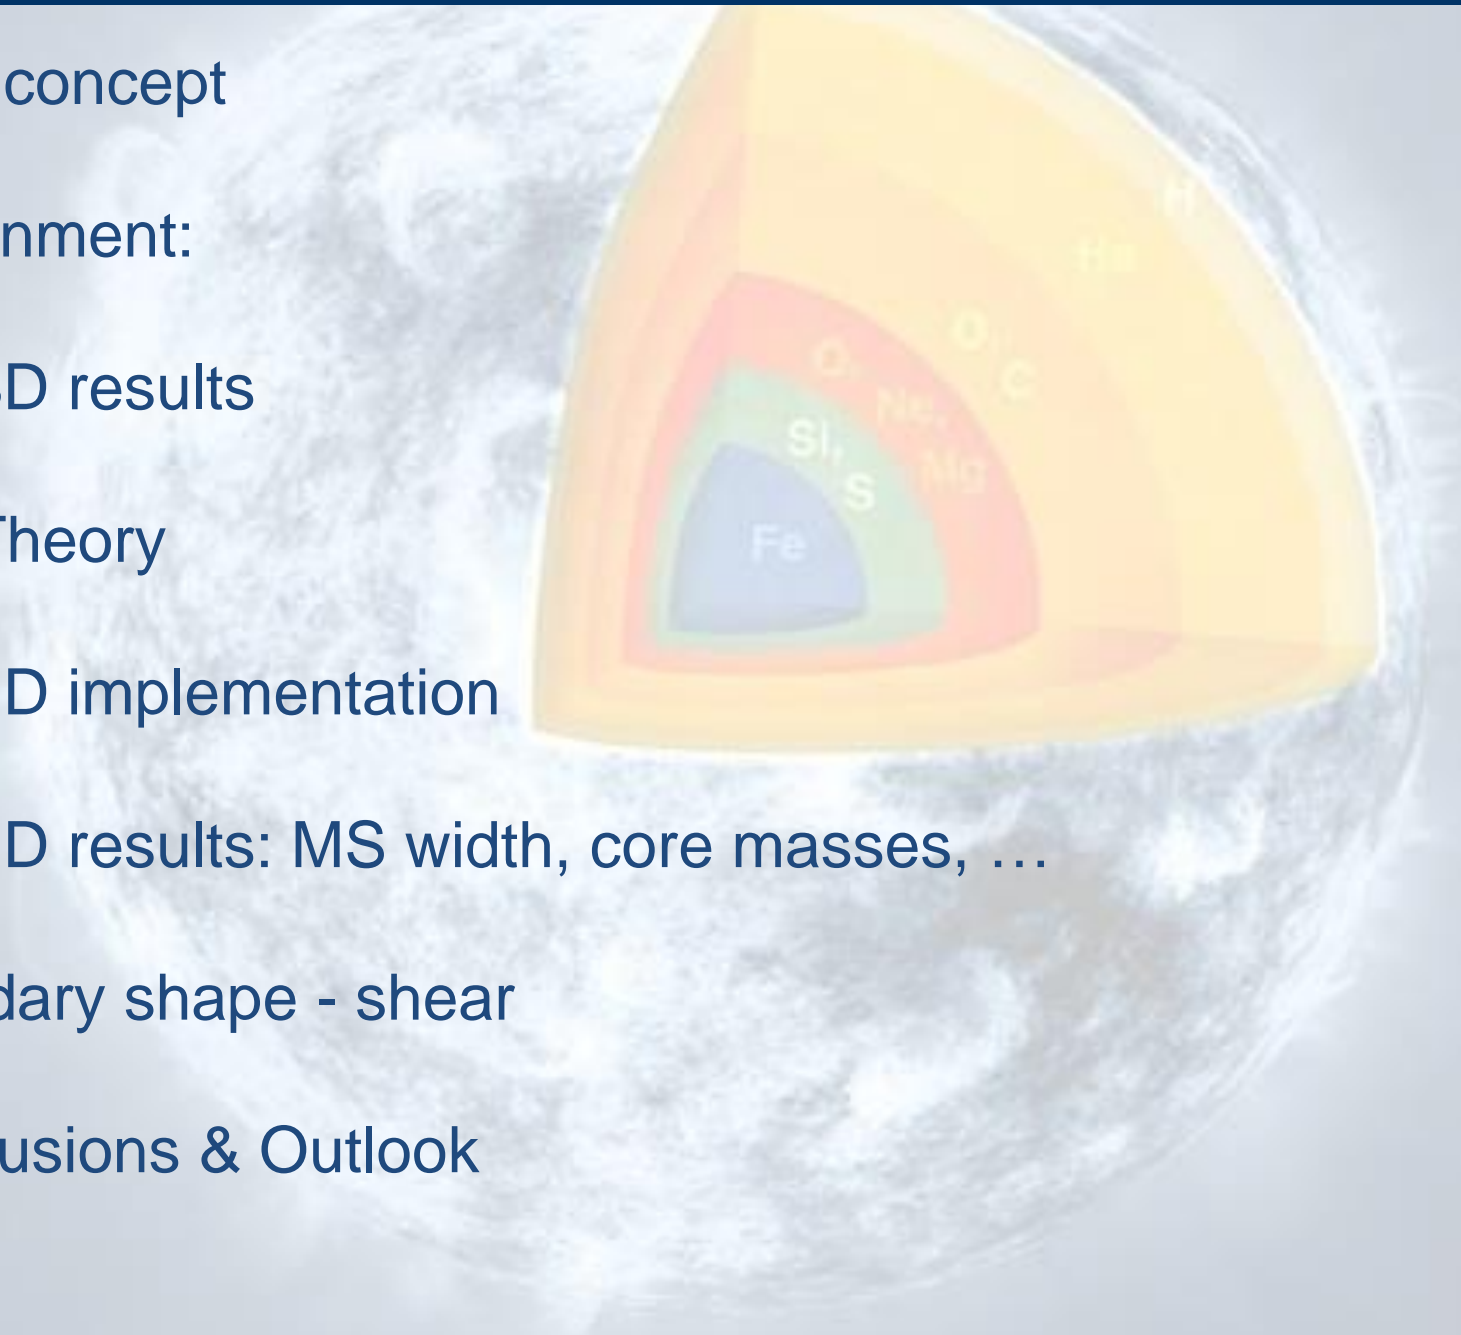 concept
nment:
D results
Theory
D implementation
D results: MS width, core masses, …
dary shape - shear
usions & Outlook
H
He
O, C
O, Ne, Mg
Si, S
Fe